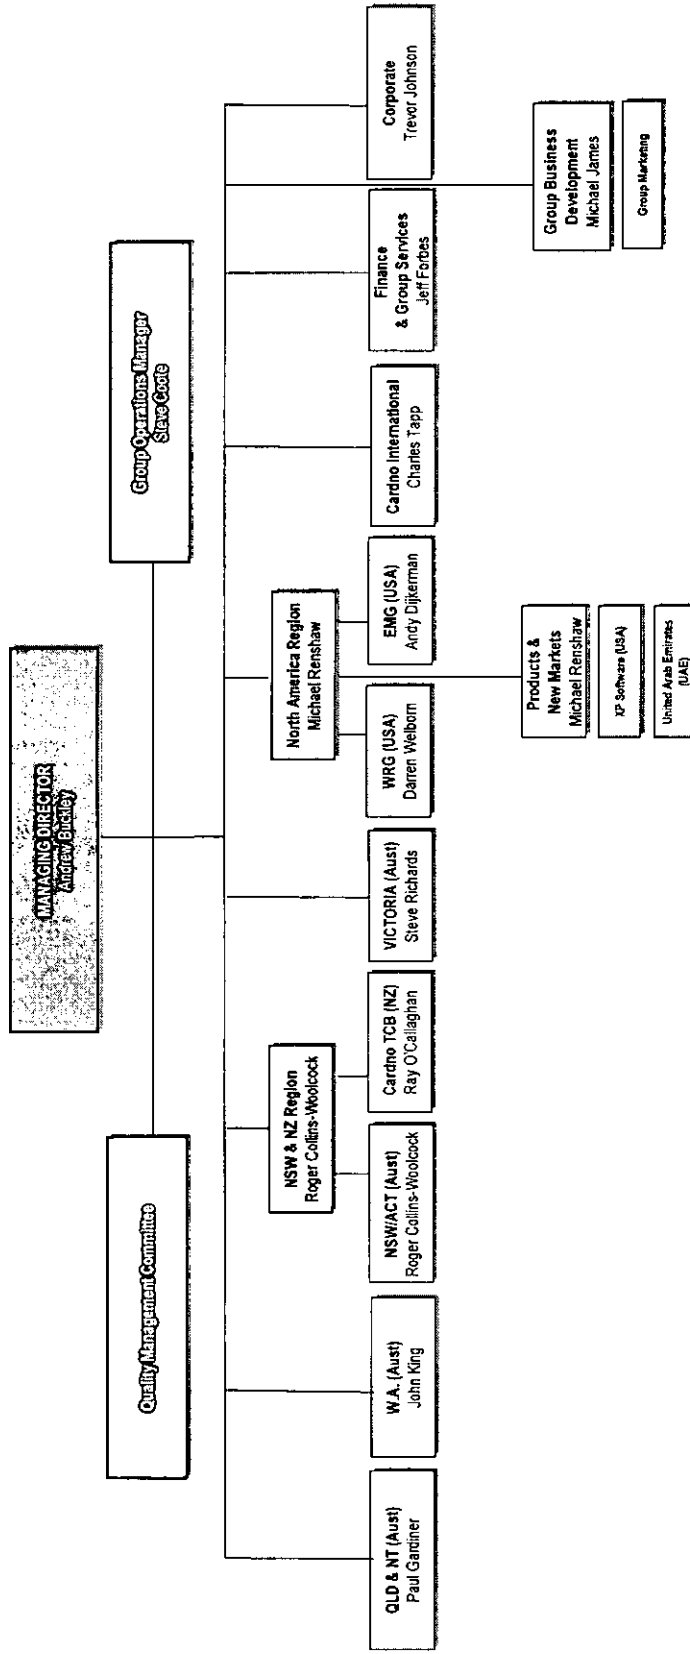 MANAGING DIRECTOR
Andrew Buckley
Quality Management Committee
Group Operations Manager
Steve Coote
NSW & NZ Region
Roger Collins-Woolcock
North America Region
Michael Renshaw
QLD & NT (Aust)
Paul Gardiner
W.A. (Aust)
John King
NSW/ACT (Aust)
Roger Collins-Woolcock
Cardno TCB (NZ)
Ray O'Callaghan
VICTORIA (Aust)
Steve Richards
WRG (USA)
Darren Welborn
EMG (USA)
Andy Dijkerman
Cardno International
Charles Tapp
Finance
& Group Services
Jeff Forbes
Corporate
Trevor Johnson
Products &
New Markets
Michael Renshaw
XP Software (USA)
United Arab Emirates
(UAE)
Group Business
Development
Michael James
Group Marketing